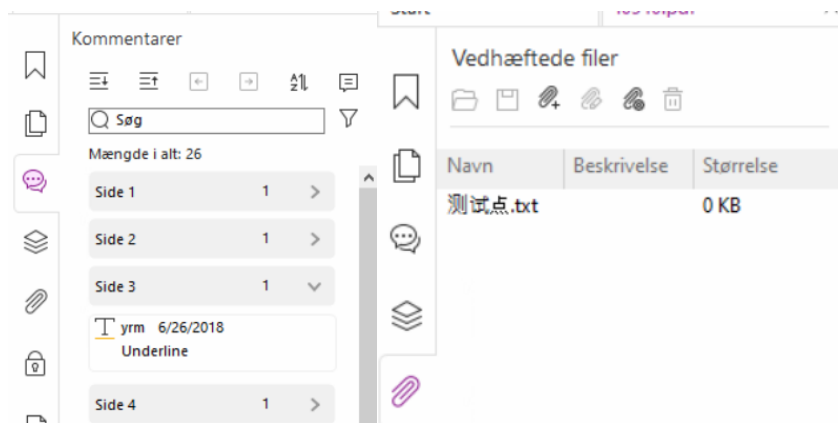 Kommentarer
Søg
Mængde i alt: 26
Side 1 1
Side 2 1
Side 3 1
yrm 6/26/2018
Underline
Side 4 1
Vedhæftede filer
Navn Beskrivelse Størrelse
测试点.txt 0 KB